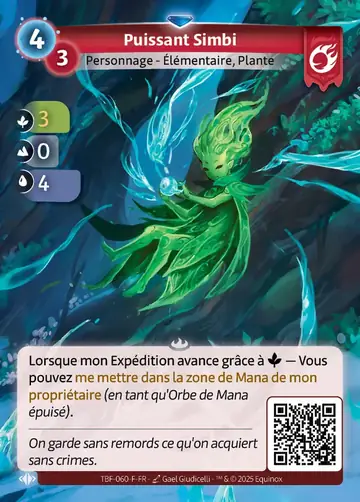 4
Puissant Simbi
3
Personnage - Élémentaire, Plante
3
0
4
Lorsque mon Expédition avance grâce à — Vous
pouvez me mettre dans la zone de Mana de mon
propriétaire (en tant qu'Orbe de Mana
épuisé).
On garde sans remords ce qu'on acquiert
sans crimes.
TBF-060-F-FR - Gael Giudicelli - ™ & © 2025 Equinox